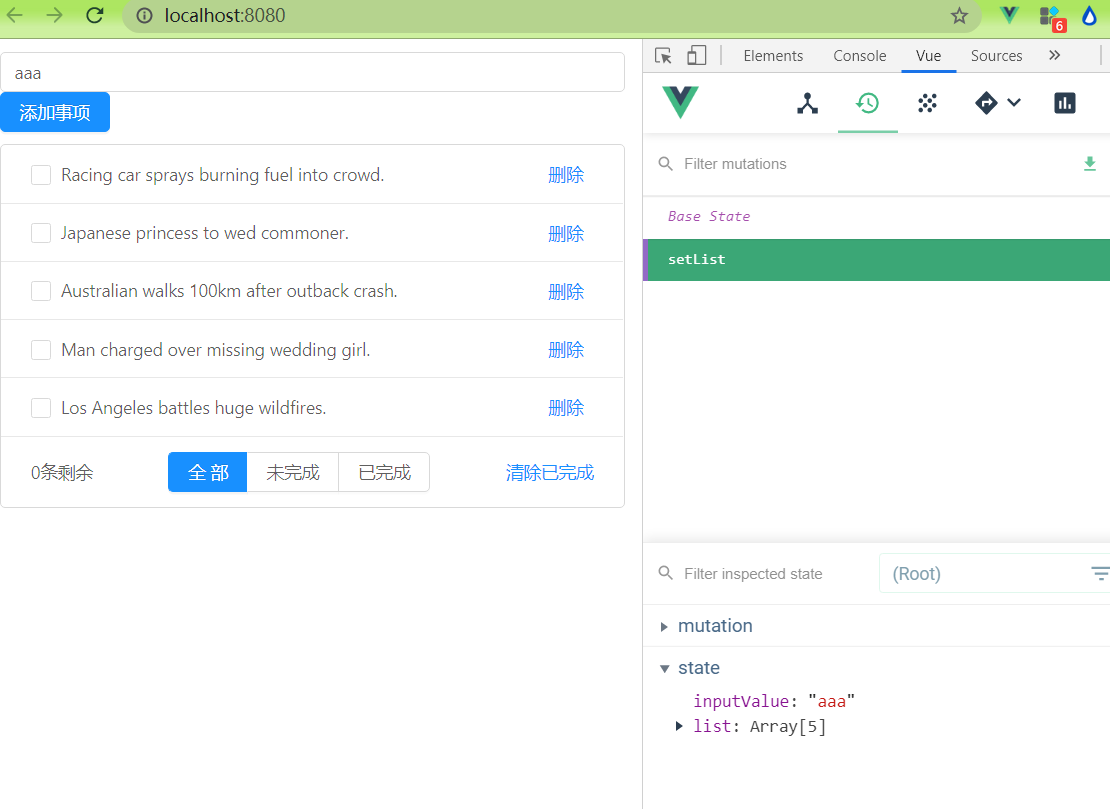 localhost:8080
6
Elements Console Vue Sources
aaa
添加事项
Racing car sprays burning fuel into crowd. 删除
Japanese princess to wed commoner. 删除
Australian walks 100km after outback crash. 删除
Man charged over missing wedding girl. 删除
Los Angeles battles huge wildfires. 删除
0条剩余 全 部 未完成 已完成 清除已完成
Filter mutations
Base State
setList
Filter inspected state (Root)
mutation
state
inputValue: "aaa"
list: Array[5]